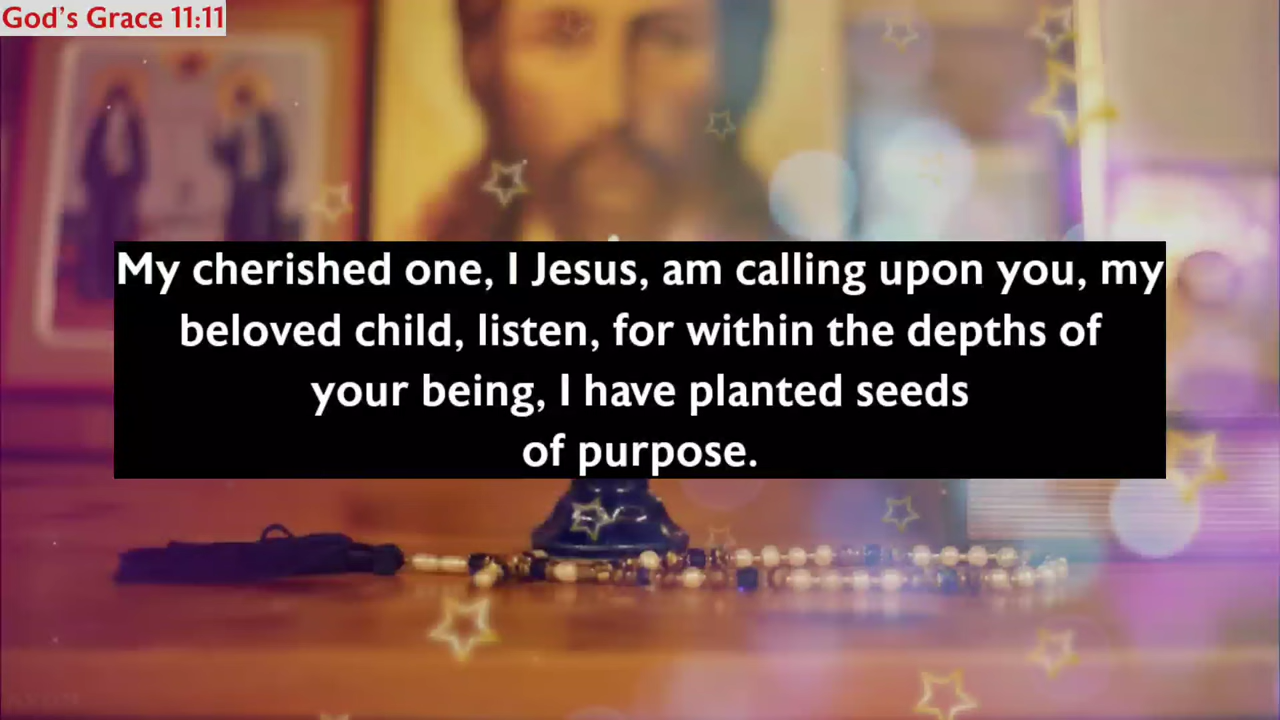 God's Grace 11:11
My cherished one, I Jesus, am calling upon you, my
beloved child, listen, for within the depths of
your being, I have planted seeds
of purpose.